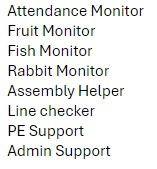 Attendance Monitor
Fruit Monitor
Fish Monitor
Rabbit Monitor
Assembly Helper
Line checker
PE Support
Admin Support